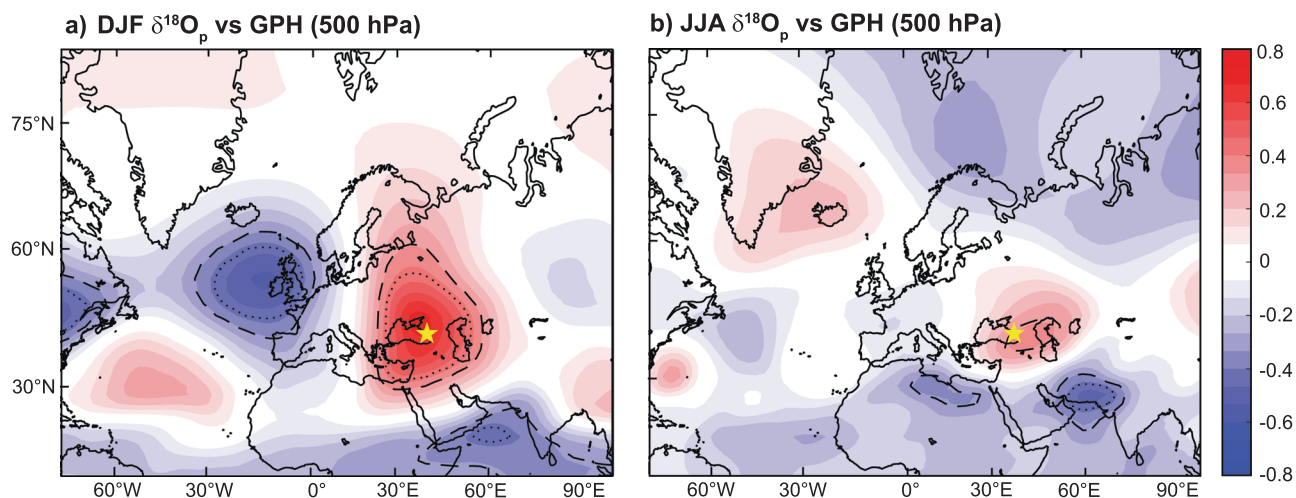 a) DJF δ¹⁸Oₚ vs GPH (500 hPa)
b) JJA δ¹⁸Oₚ vs GPH (500 hPa)
75°N
60°N
30°N
60°W
30°W
0°
30°E
60°E
90°E
60°W
30°W
0°
30°E
60°E
90°E
0.8
0.6
0.4
0.2
0
-0.2
-0.4
-0.6
-0.8